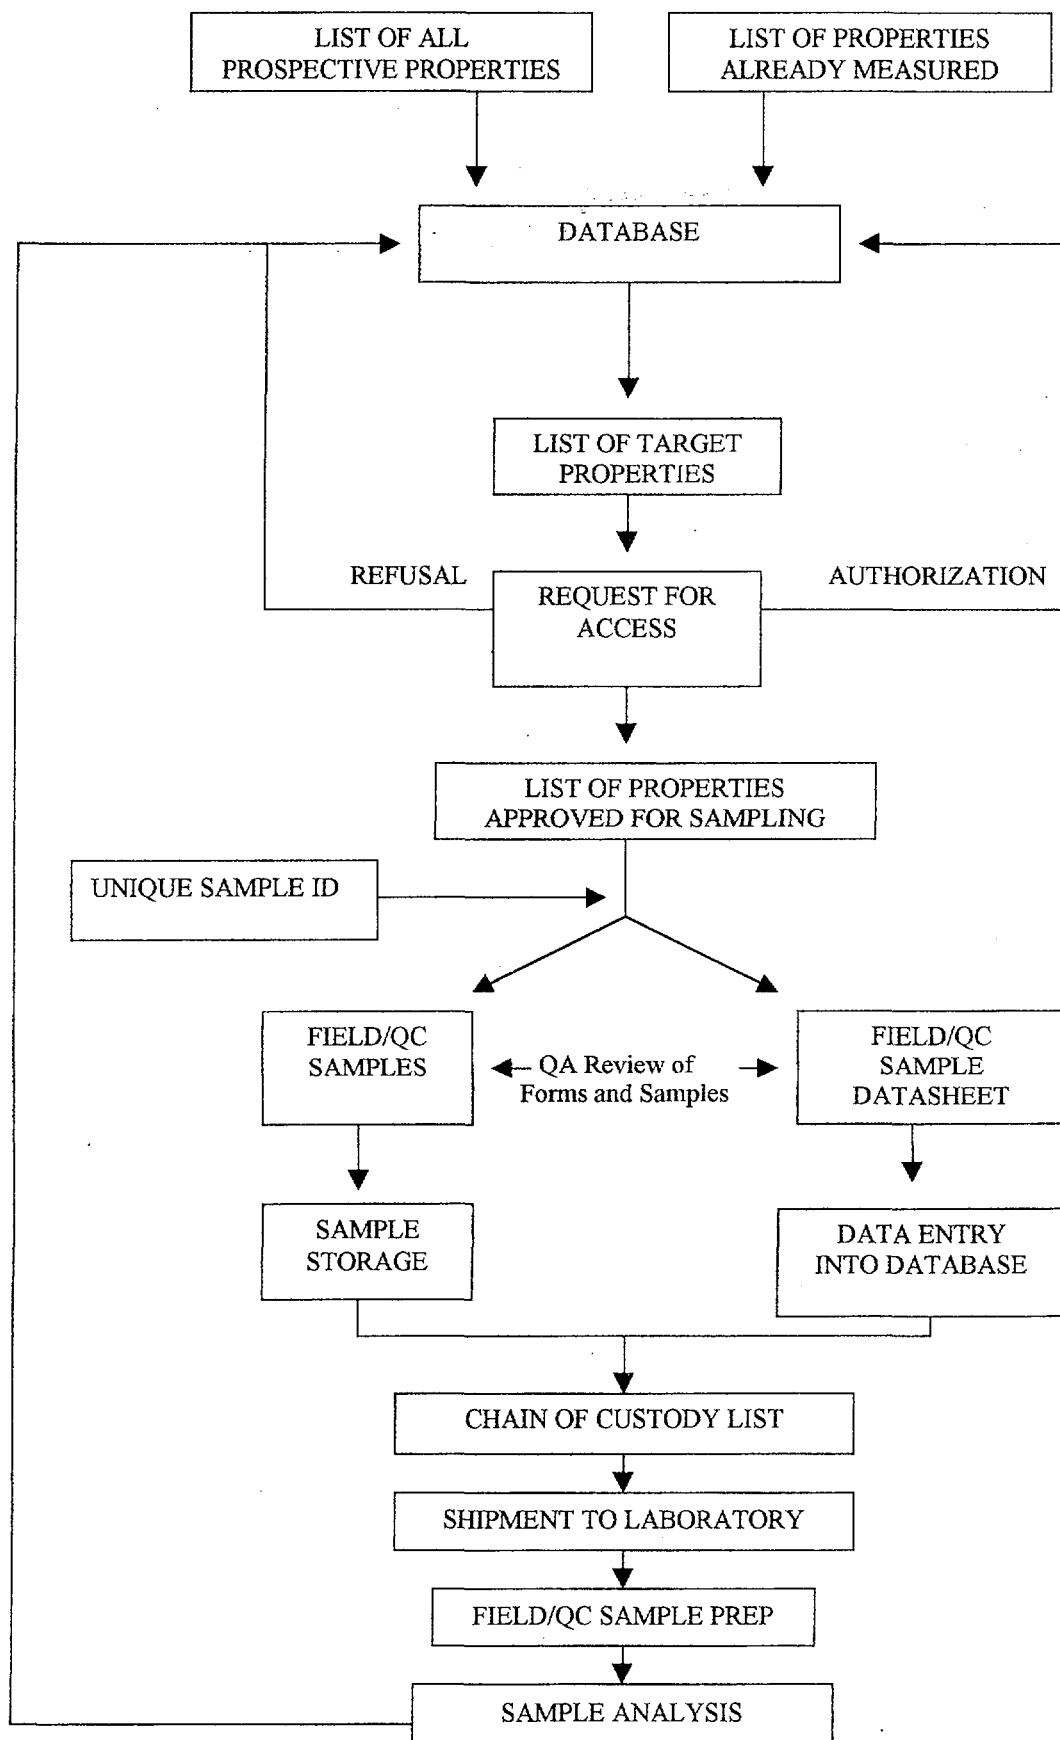 LIST OF ALL
PROSPECTIVE PROPERTIES
LIST OF PROPERTIES
ALREADY MEASURED
DATABASE
LIST OF TARGET
PROPERTIES
REFUSAL
REQUEST FOR
ACCESS
AUTHORIZATION
LIST OF PROPERTIES
APPROVED FOR SAMPLING
UNIQUE SAMPLE ID
FIELD/QC
SAMPLES
QA Review of
Forms and Samples
FIELD/QC
SAMPLE
DATASHEET
SAMPLE
STORAGE
DATA ENTRY
INTO DATABASE
CHAIN OF CUSTODY LIST
SHIPMENT TO LABORATORY
FIELD/QC SAMPLE PREP
SAMPLE ANALYSIS